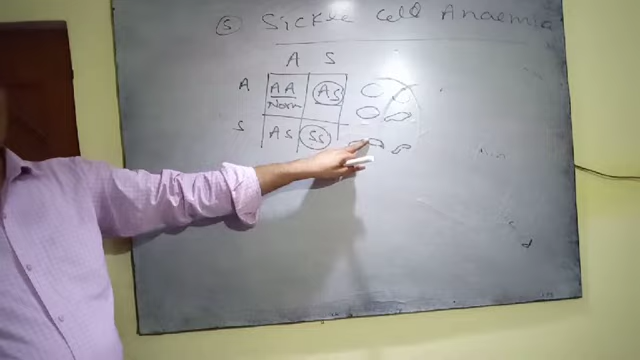 ⑤ Sickle cell Anaemia
A S
A AA AS
Norm
S AS SS